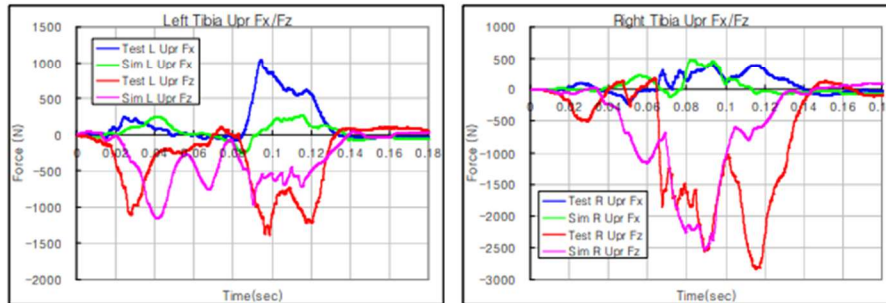 Left Tibia Upr Fx/Fz
1500
1000
500
0
-500
-1000
-1500
-2000
Force (N)
Test L Upr Fx
Sim L Upr Fx
Test L Upr Fz
Sim L Upr Fz
0 0.02 0.04 0.06 0.08 0.1 0.12 0.14 0.16 0.18
Time(sec)
Right Tibia Upr Fx/Fz
1000
500
0
-500
-1000
-1500
-2000
-2500
-3000
Force (N)
0 0.02 0.04 0.06 0.08 0.1 0.12 0.14 0.16 0.18
Test R Upr Fx
Sim R Upr Fx
Test R Upr Fz
Sim R Upr Fz
Time(sec)